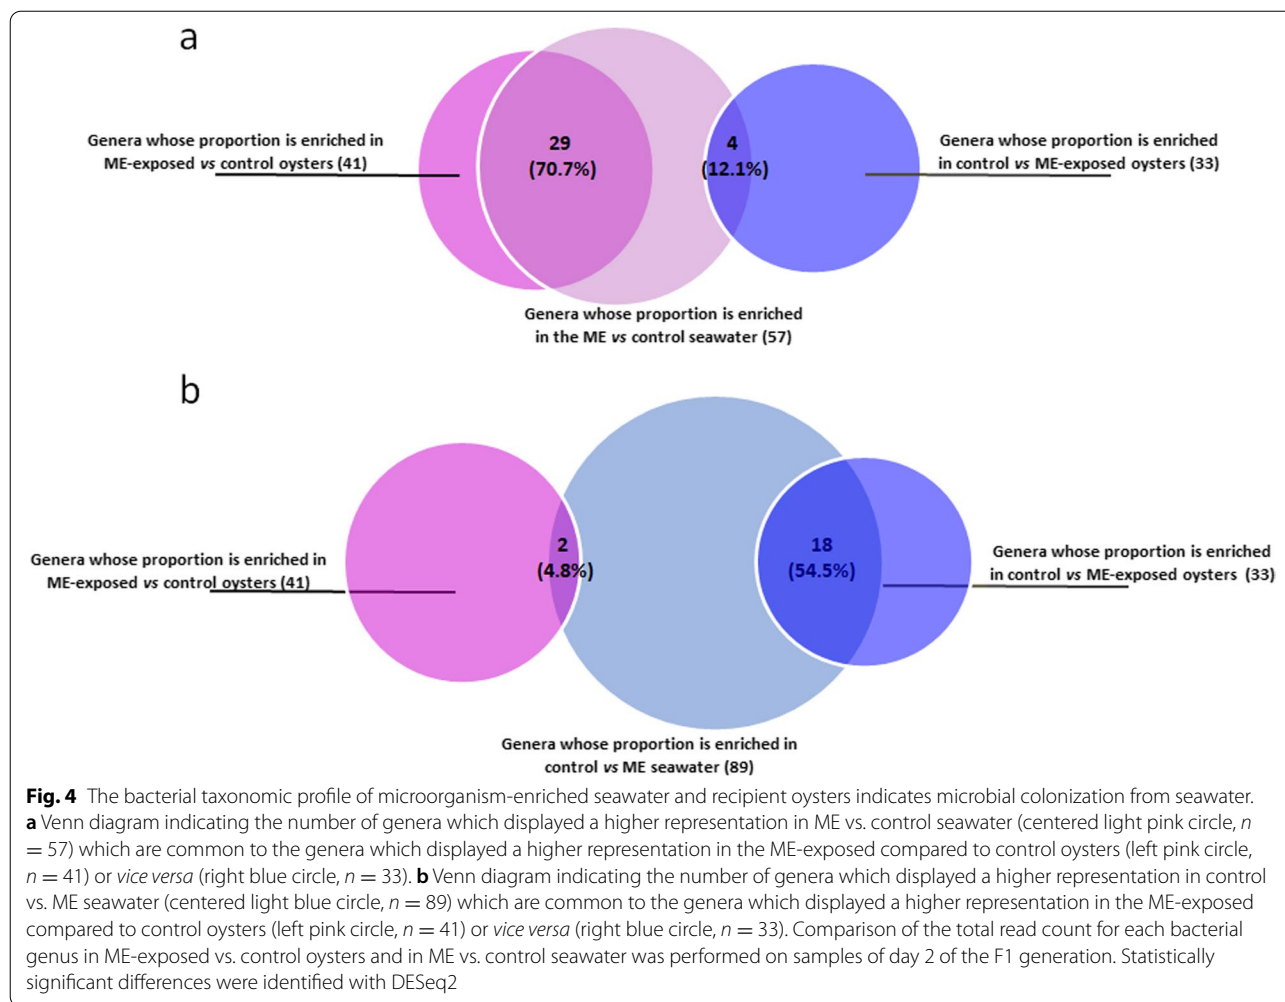 a
Genera whose proportion is enriched in
ME-exposed vs control oysters (41)
29
(70.7%)
4
(12.1%)
Genera whose proportion is enriched
in control vs ME-exposed oysters (33)
Genera whose proportion is enriched
in the ME vs control seawater (57)
b
Genera whose proportion is enriched in
ME-exposed vs control oysters (41)
2
(4.8%)
18
(54.5%)
Genera whose proportion is enriched
in control vs ME-exposed oysters (33)
Genera whose proportion is enriched in
control vs ME seawater (89)
Fig. 4 The bacterial taxonomic profile of microorganism-enriched seawater and recipient oysters indicates microbial colonization from seawater.
a Venn diagram indicating the number of genera which displayed a higher representation in ME vs. control seawater (centered light pink circle, n
= 57) which are common to the genera which displayed a higher representation in the ME-exposed compared to control oysters (left pink circle,
n = 41) or vice versa (right blue circle, n = 33). b Venn diagram indicating the number of genera which displayed a higher representation in control
vs. ME seawater (centered light blue circle, n = 89) which are common to the genera which displayed a higher representation in the ME-exposed
compared to control oysters (left pink circle, n = 41) or vice versa (right blue circle, n = 33). Comparison of the total read count for each bacterial
genus in ME-exposed vs. control oysters and in ME vs. control seawater was performed on samples of day 2 of the F1 generation. Statistically
significant differences were identified with DESeq2